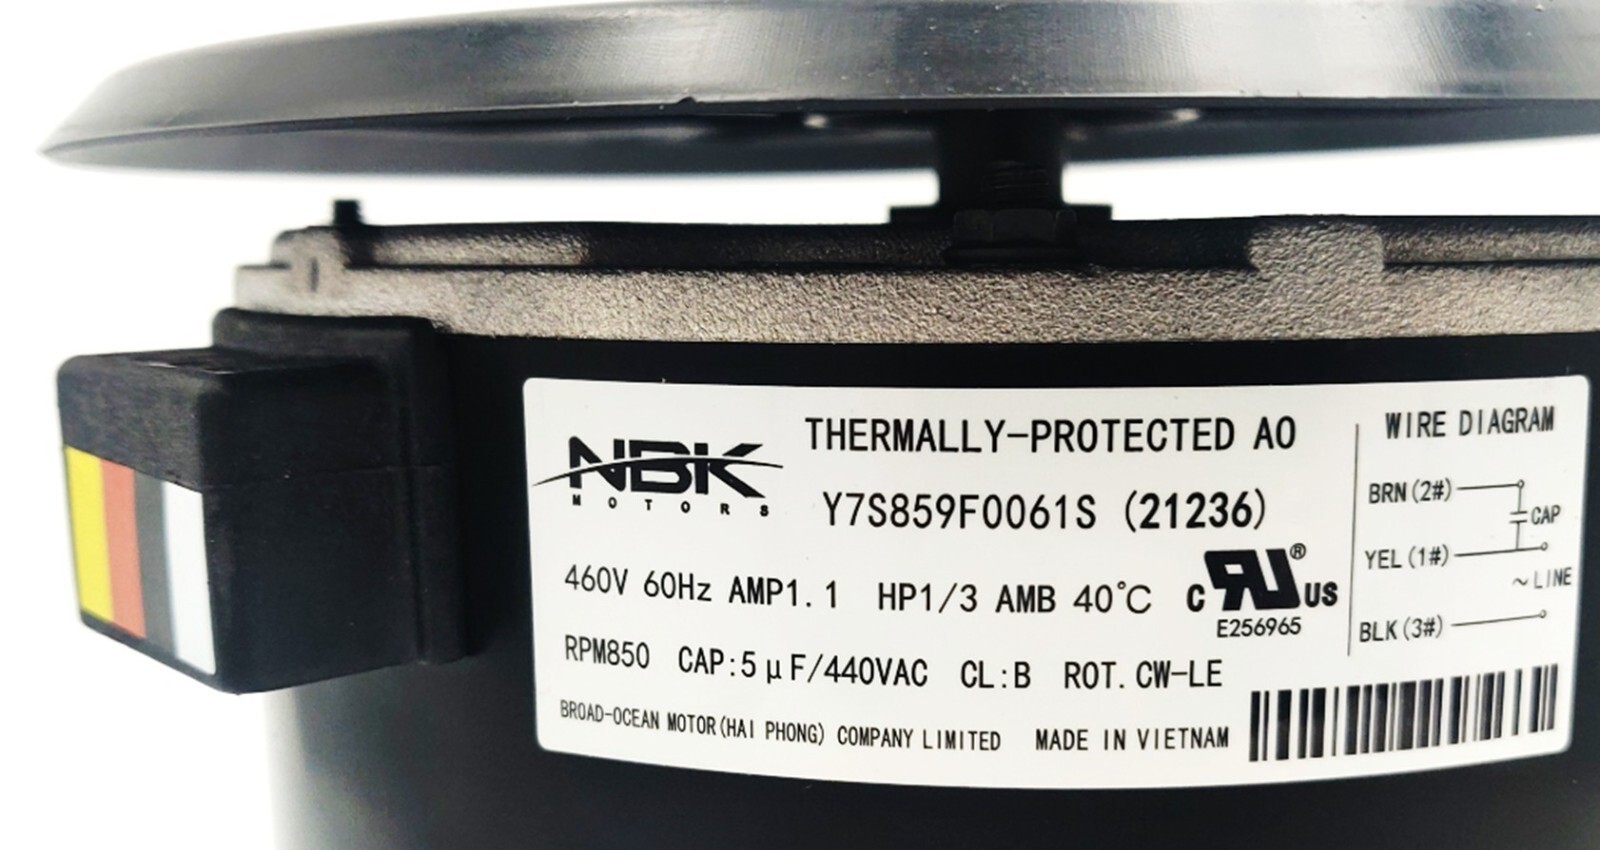 NBK
MOTORS
THERMALLY-PROTECTED AO
Y7S859F0061S (21236)
460V 60Hz AMP1.1 HP1/3 AMB 40°C
C RU® US
E256965
RPM850 CAP:5μF/440VAC CL:B ROT. CW-LE
BROAD-OCEAN MOTOR(HAI PHONG) COMPANY LIMITED MADE IN VIETNAM
WIRE DIAGRAM
BRN(2#)
CAP
YEL(1#)
~LINE
BLK(3#)